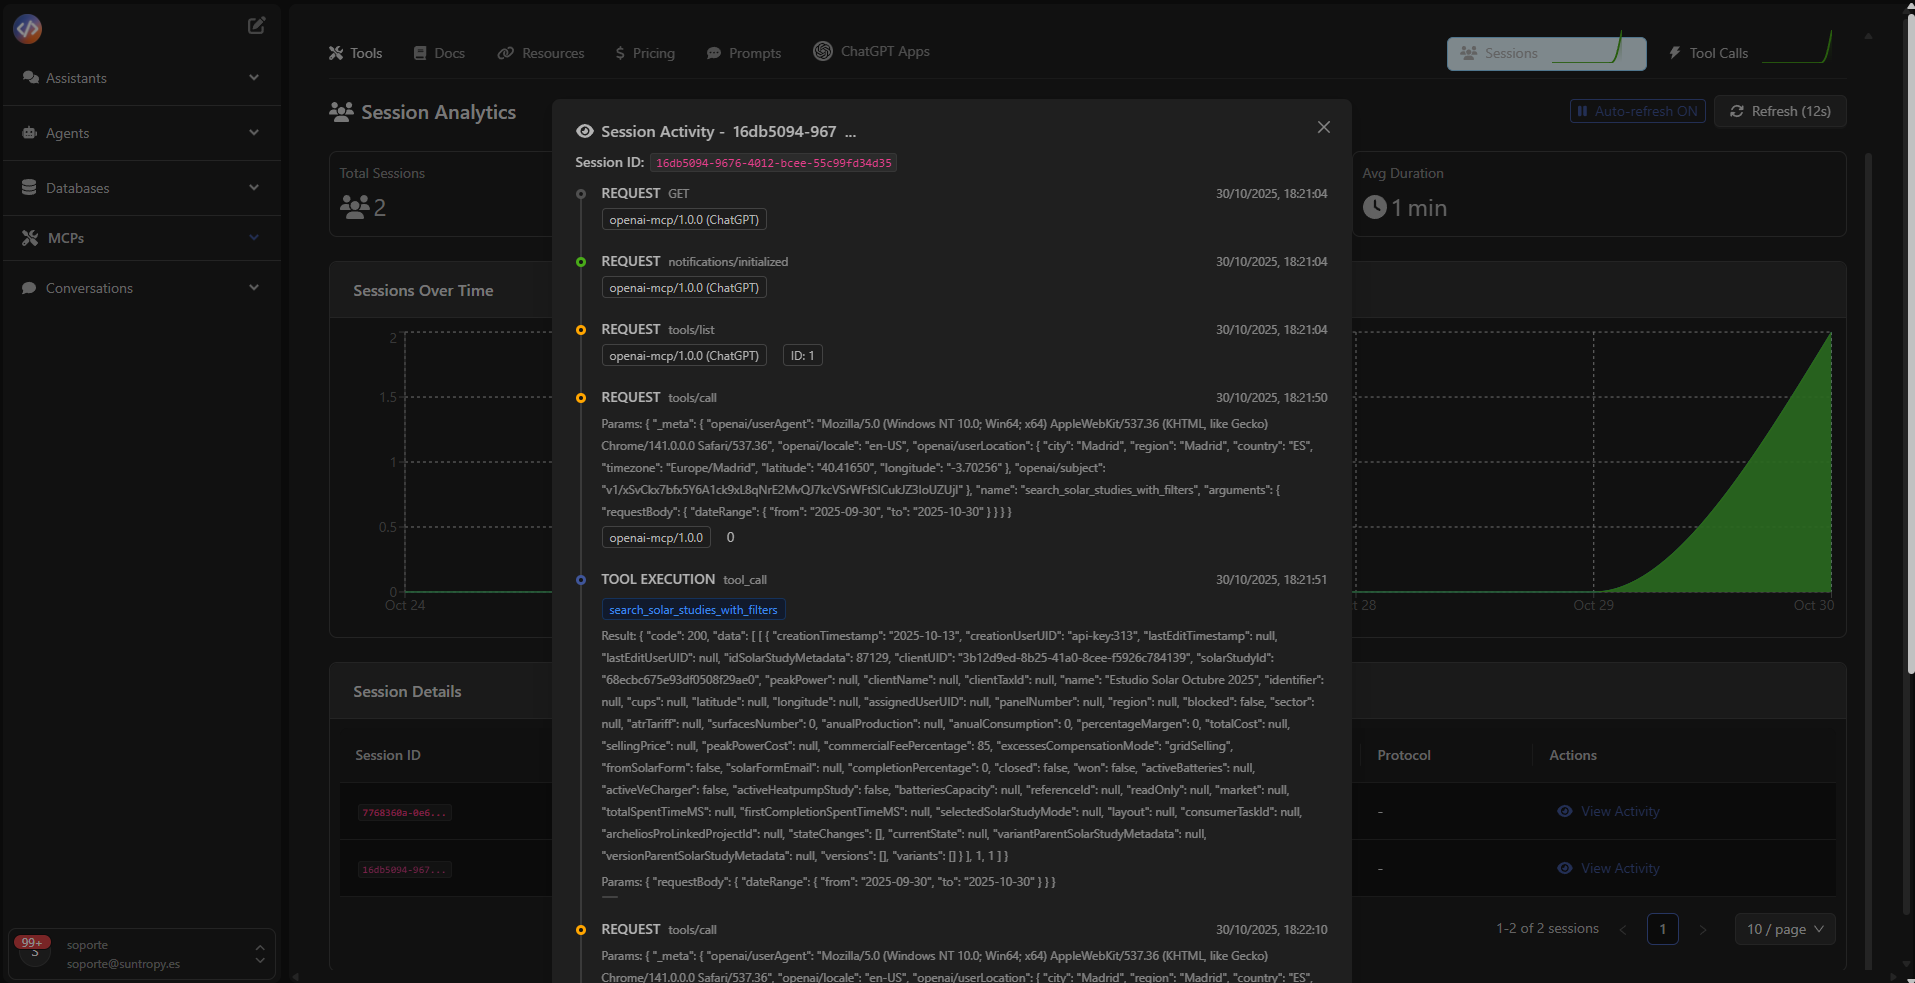 Assistants
Agents
Databases
MCPs
Conversations
99+
S
soporte
soporte@suntropy.es
Tools
Docs
Resources
Pricing
Prompts
ChatGPT Apps
Sessions
Tool Calls
Session Analytics
Auto-refresh ON
Refresh (12s)
Total Sessions
2
Avg Duration
1 min
Sessions Over Time
2
1.5
1
0.5
0
Oct 24
t 28
Oct 29
Oct 30
Session Details
Session ID
Protocol
Actions
7768360a-0e6...
-
View Activity
16db5094-967...
-
View Activity
1-2 of 2 sessions
1
10 / page
Session Activity - 16db5094-967 ...
Session ID: 16db5094-9676-4012-bcee-55c99fd34d35
REQUEST GET 30/10/2025, 18:21:04
openai-mcp/1.0.0 (ChatGPT)
REQUEST notifications/initialized 30/10/2025, 18:21:04
openai-mcp/1.0.0 (ChatGPT)
REQUEST tools/list 30/10/2025, 18:21:04
openai-mcp/1.0.0 (ChatGPT) ID: 1
REQUEST tools/call 30/10/2025, 18:21:50
Params: { "_meta": { "openai/userAgent": "Mozilla/5.0 (Windows NT 10.0; Win64; x64) AppleWebKit/537.36 (KHTML, like Gecko)
Chrome/141.0.0.0 Safari/537.36", "openai/locale": "en-US", "openai/userLocation": { "city": "Madrid", "region": "Madrid", "country": "ES",
"timezone": "Europe/Madrid", "latitude": "40.41650", "longitude": "-3.70256" }, "openai/subject":
"v1/xSvCkx7bfx5Y6A1ck9xL8qNrE2MvQJ7kcVSrWFtSlCukJZ3IoUZUjl" }, "name": "search_solar_studies_with_filters", "arguments": {
"requestBody": { "dateRange": { "from": "2025-09-30", "to": "2025-10-30" } } } }
openai-mcp/1.0.0 0
TOOL EXECUTION tool_call 30/10/2025, 18:21:51
search_solar_studies_with_filters
Result: { "code": 200, "data": [ [ { "creationTimestamp": "2025-10-13", "creationUserUID": "api-key:313", "lastEditTimestamp": null,
"lastEditUserUID": null, "idSolarStudyMetadata": 87129, "clientUID": "3b12d9ed-8b25-41a0-8cee-f5926c784139", "solarStudyId":
"68ecbc675e93df0508f29ae0", "peakPower": null, "clientName": null, "clientTaxId": null, "name": "Estudio Solar Octubre 2025", "identifier":
null, "cups": null, "latitude": null, "longitude": null, "assignedUserUID": null, "panelNumber": null, "region": null, "blocked": false, "sector":
null, "atrTariff": null, "surfacesNumber": 0, "anualProduction": null, "anualConsumption": 0, "percentageMargen": 0, "totalCost": null,
"sellingPrice": null, "peakPowerCost": null, "commercialFeePercentage": 85, "excessesCompensationMode": "gridSelling",
"fromSolarForm": false, "solarFormEmail": null, "completionPercentage": 0, "closed": false, "won": false, "activeBatteries": null,
"activeVeCharger": false, "activeHeatpumpStudy": false, "batteriesCapacity": null, "referenceId": null, "readOnly": null, "market": null,
"totalSpentTimeMS": null, "firstCompletionSpentTimeMS": null, "selectedSolarStudyMode": null, "layout": null, "consumerTaskId": null,
"archeliosProLinkedProjectId": null, "stateChanges": [], "currentState": null, "variantParentSolarStudyMetadata": null,
"versionParentSolarStudyMetadata": null, "versions": [], "variants": [] } ], 1, 1 ] }
Params: { "requestBody": { "dateRange": { "from": "2025-09-30", "to": "2025-10-30" } } }
REQUEST tools/call 30/10/2025, 18:22:10
Params: { "_meta": { "openai/userAgent": "Mozilla/5.0 (Windows NT 10.0; Win64; x64) AppleWebKit/537.36 (KHTML, like Gecko)
Chrome/141.0.0.0 Safari/537.36", "openai/locale": "en-US", "openai/userLocation": { "city": "Madrid", "region": "Madrid", "country": "ES",